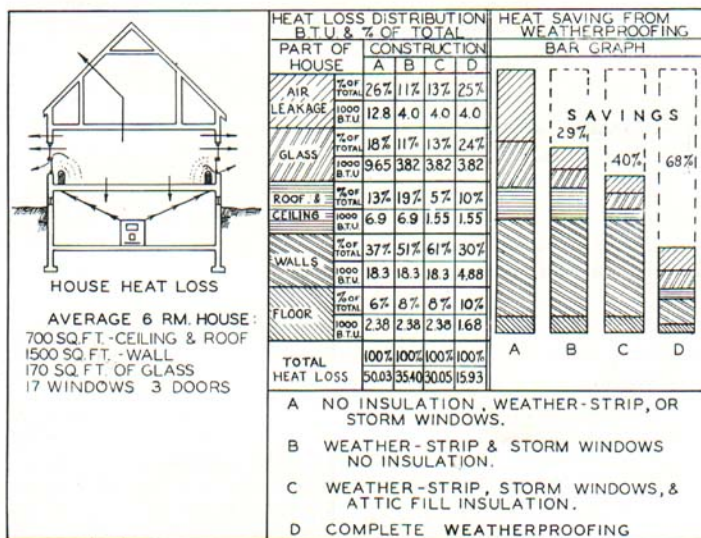 HOUSE HEAT LOSS
AVERAGE 6 RM. HOUSE:
700 SQ.FT.-CEILING & ROOF
1500 SQ.FT.-WALL
170 SQ. FT. OF GLASS
17 WINDOWS 3 DOORS
HEAT LOSS DISTRIBUTION
B.T.U. & % OF TOTAL
PART OF HOUSE CONSTRUCTION
A B C D
AIR LEAKAGE
% OF TOTAL 26% 11% 13% 25%
1000 B.T.U. 12.8 4.0 4.0 4.0
GLASS
% OF TOTAL 18% 11% 13% 24%
1000 B.T.U. 9.65 3.82 3.82 3.82
ROOF & CEILING
% OF TOTAL 13% 19% 5% 10%
1000 B.T.U. 6.9 6.9 1.55 1.55
WALLS
% OF TOTAL 37% 51% 61% 30%
1000 B.T.U. 18.3 18.3 18.3 4.88
FLOOR
% OF TOTAL 6% 8% 8% 10%
1000 B.T.U. 2.38 2.38 2.38 1.68
TOTAL HEAT LOSS
100% 100% 100% 100%
50.03 35.40 30.05 15.93
HEAT SAVING FROM
WEATHERPROOFING
BAR GRAPH
SAVINGS
29%
40%
68%
A B C D
A NO INSULATION, WEATHER-STRIP, OR
STORM WINDOWS.
B WEATHER-STRIP & STORM WINDOWS
NO INSULATION.
C WEATHER-STRIP, STORM WINDOWS, &
ATTIC FILL INSULATION.
D COMPLETE WEATHERPROOFING